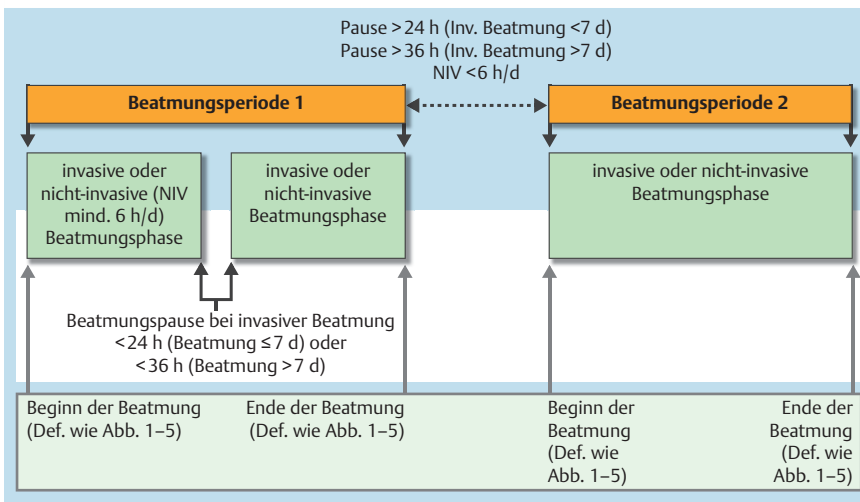 Pause >24 h (Inv. Beatmung <7 d)
Pause >36 h (Inv. Beatmung >7 d)
NIV <6 h/d
Beatmungsperiode 1
Beatmungsperiode 2
invasive oder
nicht-invasive (NIV
mind. 6 h/d)
Beatmungsphase
invasive oder
nicht-invasive
Beatmungsphase
invasive oder nicht-invasive
Beatmungsphase
Beatmungspause bei invasiver Beatmung
<24 h (Beatmung ≤7 d) oder
<36 h (Beatmung >7 d)
Beginn der Beatmung
(Def. wie Abb. 1–5)
Ende der Beatmung
(Def. wie Abb. 1–5)
Beginn der
Beatmung
(Def. wie
Abb. 1–5)
Ende der
Beatmung
(Def. wie
Abb. 1–5)